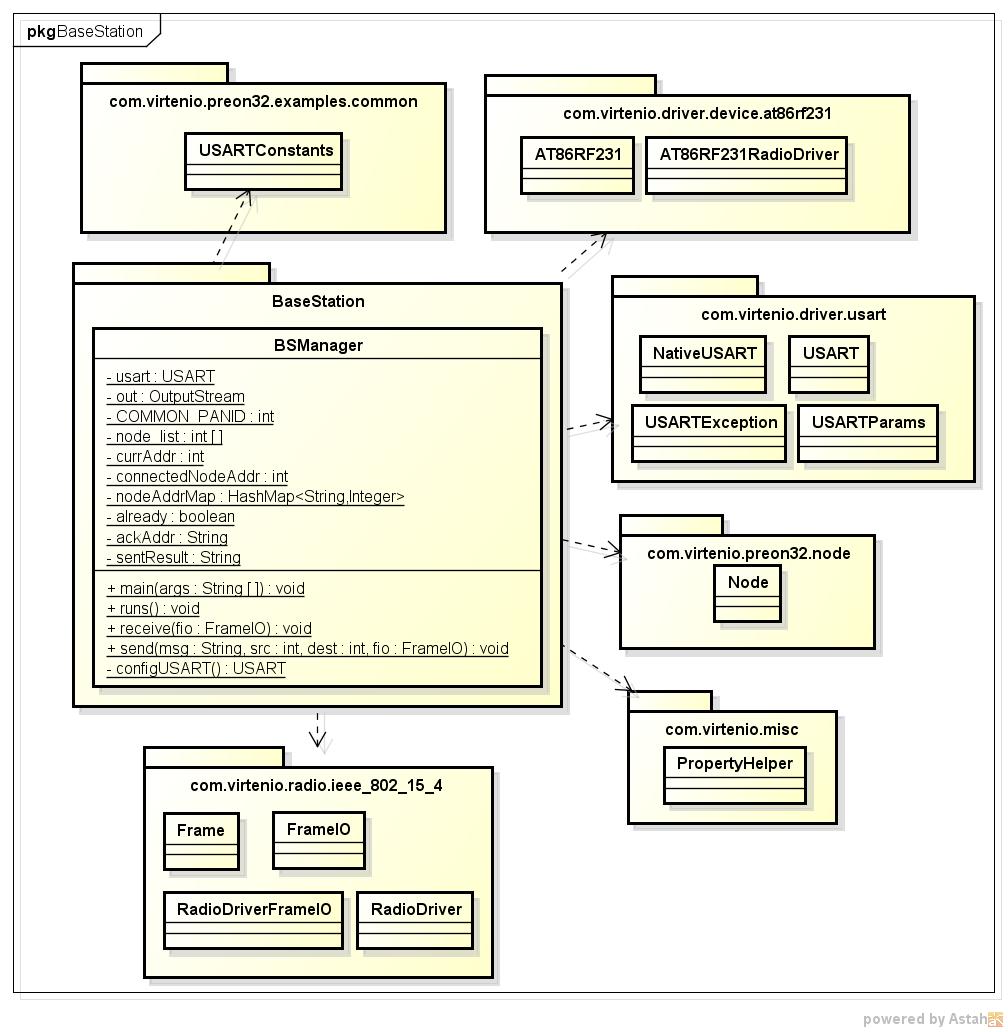 pkg BaseStation
com.virtenio.preon32.examples.common
USARTConstants
com.virtenio.driver.device.at86rf231
AT86RF231
AT86RF231RadioDriver
BaseStation
BSManager
- usart : USART
- out : OutputStream
- COMMON_PANID : int
- node_list : int [ ]
- currAddr : int
- connectedNodeAddr : int
- nodeAddrMap : HashMap<String,Integer>
- already : boolean
- ackAddr : String
- sentResult : String
+ main(args : String [ ]) : void
+ runs() : void
+ receive(fio : FrameIO) : void
+ send(msg : String, src : int, dest : int, fio : FrameIO) : void
- configUSART() : USART
com.virtenio.driver.usart
NativeUSART
USART
USARTException
USARTParams
com.virtenio.preon32.node
Node
com.virtenio.misc
PropertyHelper
com.virtenio.radio.ieee_802_15_4
Frame
FrameIO
RadioDriverFrameIO
RadioDriver
powered by Astah